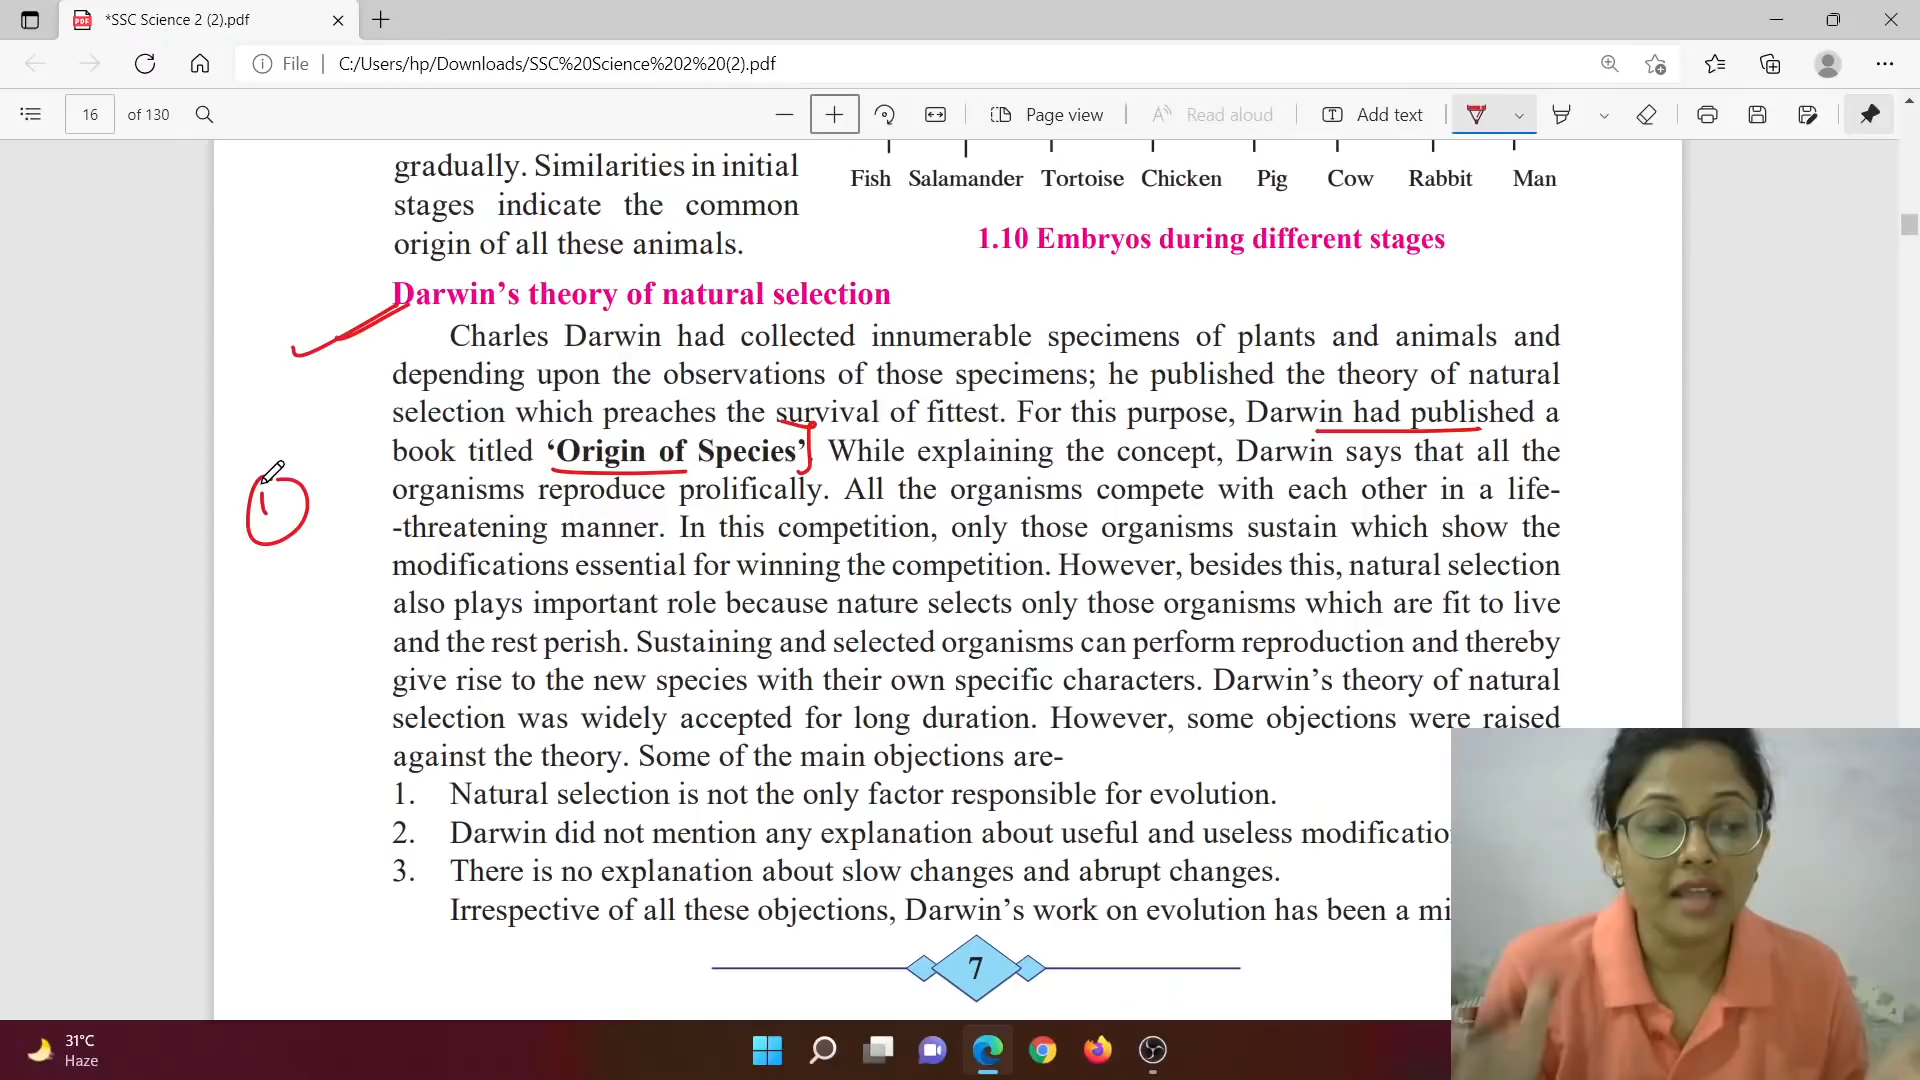 *SSC Science 2 (2).pdf
File
C:/Users/hp/Downloads/SSC%20Science%202%20(2).pdf
16 of 130
Page view
Read aloud
Add text
gradually. Similarities in initial
stages indicate the common
origin of all these animals.
Fish Salamander Tortoise Chicken Pig Cow Rabbit Man
1.10 Embryos during different stages
Darwin's theory of natural selection
Charles Darwin had collected innumerable specimens of plants and animals and
depending upon the observations of those specimens; he published the theory of natural
selection which preaches the survival of fittest. For this purpose, Darwin had published a
book titled ‘Origin of Species’ While explaining the concept, Darwin says that all the
organisms reproduce prolifically. All the organisms compete with each other in a life-
-threatening manner. In this competition, only those organisms sustain which show the
modifications essential for winning the competition. However, besides this, natural selection
also plays important role because nature selects only those organisms which are fit to live
and the rest perish. Sustaining and selected organisms can perform reproduction and thereby
give rise to the new species with their own specific characters. Darwin's theory of natural
selection was widely accepted for long duration. However, some objections were raised
against the theory. Some of the main objections are-
1. Natural selection is not the only factor responsible for evolution.
2. Darwin did not mention any explanation about useful and useless modificatio
3. There is no explanation about slow changes and abrupt changes.
Irrespective of all these objections, Darwin's work on evolution has been a mi
7
1
31°C
Haze